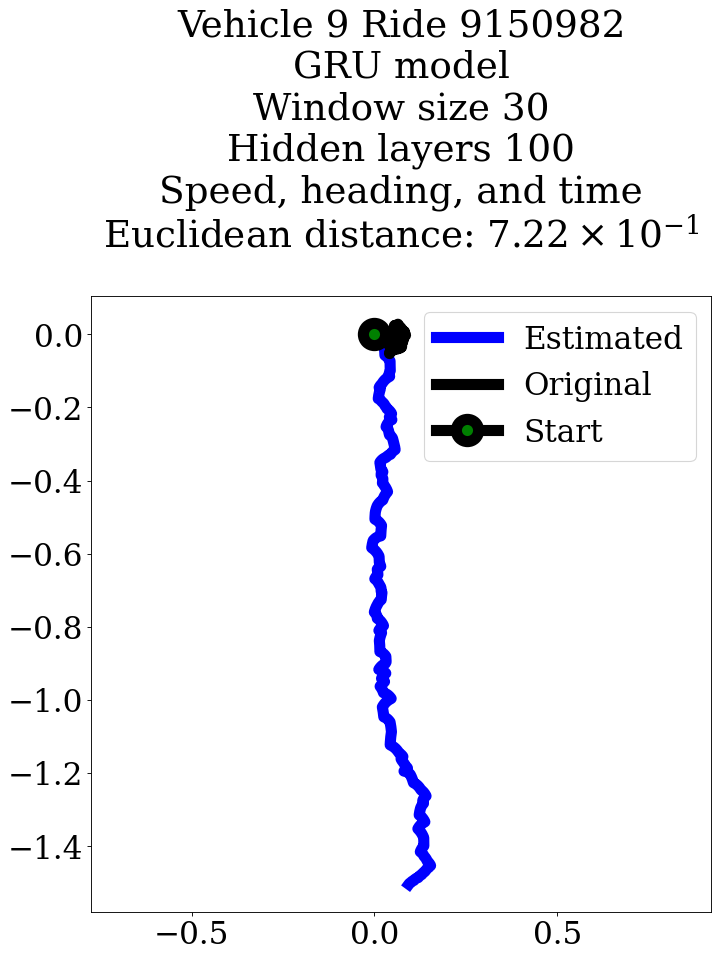 Vehicle 9 Ride 9150982
GRU model
Window size 30
Hidden layers 100
Speed, heading, and time
Euclidean distance: 7.22 × 10⁻¹
Estimated
Original
Start
0.0
−0.2
−0.4
−0.6
−0.8
−1.0
−1.2
−1.4
−0.5
0.0
0.5